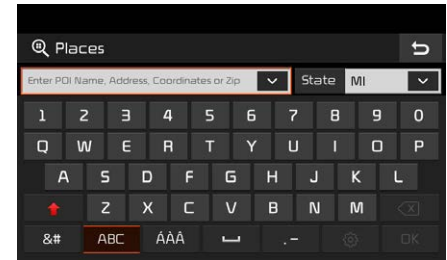 Places
Enter POI Name, Address, Coordinates or Zip State MI
1 2 3 4 5 6 7 8 9 0
Q W E R T Y U I O P
A S D F G H J K L
Z X C V B N M
&# ABC ÁÀÂ .- OK